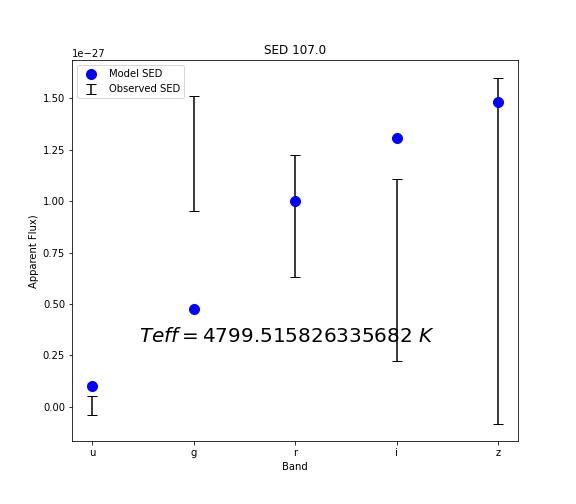 SED 107.0
1e−27
Model SED
Observed SED
1.50
1.25
1.00
0.75
0.50
0.25
0.00
Apparent Flux)
Teff = 4799.515826335682 K
u g r i z
Band